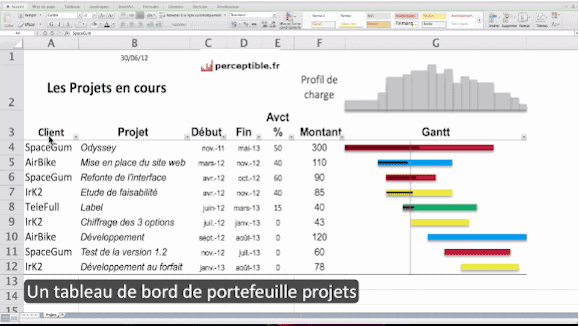 A B C D E F G
1 30/06/12
perceptible.fr
2 Les Projets en cours Profil de charge
3 Client Projet Début Fin Avct % Montant Gantt
4 SpaceGum Odyssey nov.-11 mai-13 50 300
5 AirBike Mise en place du site web mars-12 nov.-12 40 110
6 SpaceGum Refonte de l'interface avr.-12 oct.-12 60 90
7 IrK2 Etude de faisabilité avr.-12 nov.-12 40 85
8 TeleFull Label juin-12 mars-13 15 40
9 IrK2 Chiffrage des 3 options juil.-12 janv.-13 0 43
10 AirBike Développement sept.-12 août-13 0 120
11 SpaceGum Test de la version 1.2 nov.-12 juil.-13 0 60
12 IrK2 Développement au forfait janv.-13 août-13 0 78
13
14
15
Un tableau de bord de portefeuille projets
Projets